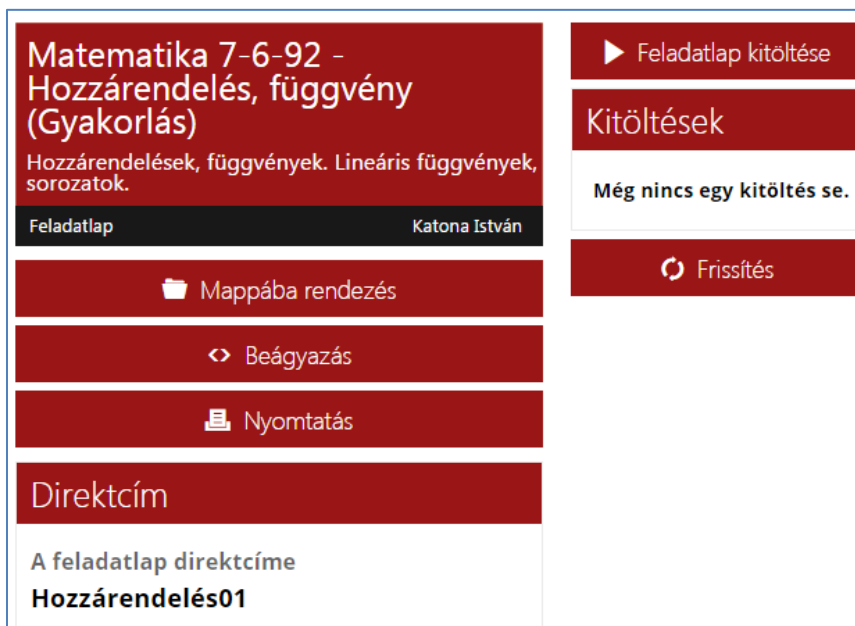 Matematika 7-6-92 -
Hozzárendelés, függvény
(Gyakorlás)
Hozzárendelések, függvények. Lineáris függvények,
sorozatok.
Feladatlap
Katona István
Mappába rendezés
Beágyazás
Nyomtatás
Direktcím
A feladatlap direktcíme
Hozzárendelés01
Feladatlap kitöltése
Kitöltések
Még nincs egy kitöltés se.
Frissítés